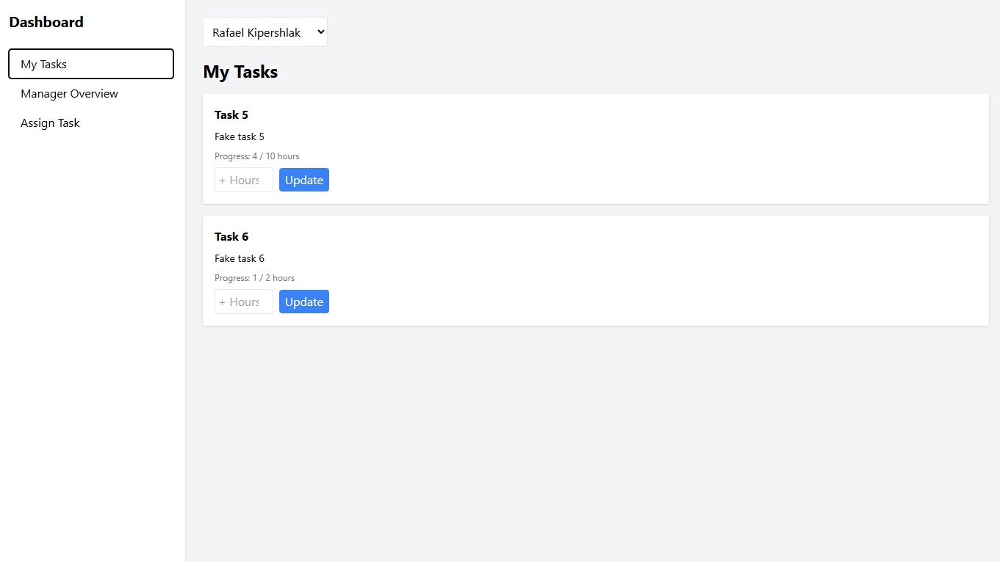 Dashboard
My Tasks
Manager Overview
Assign Task
Rafael Kipershlak
My Tasks
Task 5
Fake task 5
Progress: 4 / 10 hours
+ Hours
Update
Task 6
Fake task 6
Progress: 1 / 2 hours
+ Hours
Update